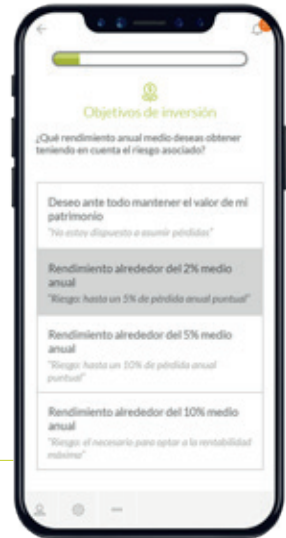 Objetivos de inversión
¿Qué rendimiento anual medio deseas obtener
teniendo en cuenta el riesgo asociado?
Deseo ante todo mantener el valor de mi
patrimonio
"No estoy dispuesto a asumir pérdidas"
Rendimiento alrededor del 2% medio
anual
"Riesgo: hasta un 5% de pérdida anual puntual"
Rendimiento alrededor del 5% medio
anual
"Riesgo: hasta un 10% de pérdida anual
puntual"
Rendimiento alrededor del 10% medio
anual
"Riesgo: el necesario para optar a la rentabilidad
máxima"